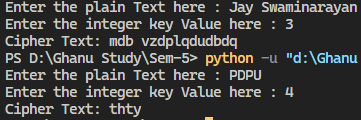 Enter the plain Text here : Jay Swaminarayan
Enter the integer key Value here : 3
Cipher Text: mdb vzdplqdudbdq
PS D:\Ghanu Study\Sem-5> python -u "d:\Ghanu
Enter the plain Text here : PDPU
Enter the integer key Value here : 4
Cipher Text: thty